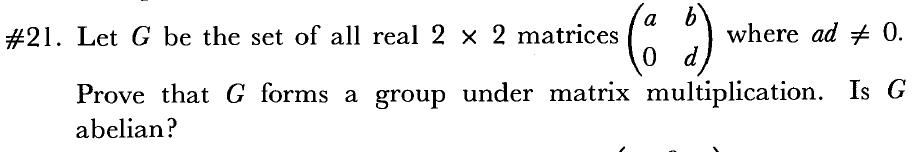 #21. Let G be the set of all real 2 × 2 matrices (a b
0 d) where ad ≠ 0.
Prove that G forms a group under matrix multiplication. Is G
abelian?